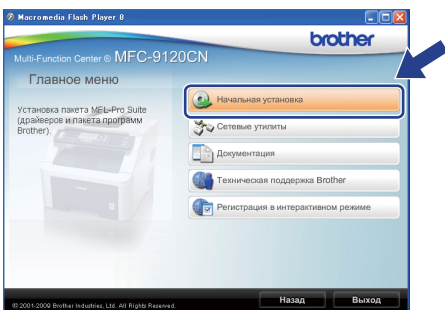 Macromedia Flash Player 8
brother
Multi-Function Center ® MFC-9120CN
Главное меню
Установка пакета MFL-Pro Suite
(драйверов и пакета программ
Brother).
Начальная установка
Сетевые утилиты
Документация
Техническая поддержка Brother
Регистрация в интерактивном режиме
© 2001-2009 Brother Industries, Ltd. All Rights Reserved.
Назад
Выход